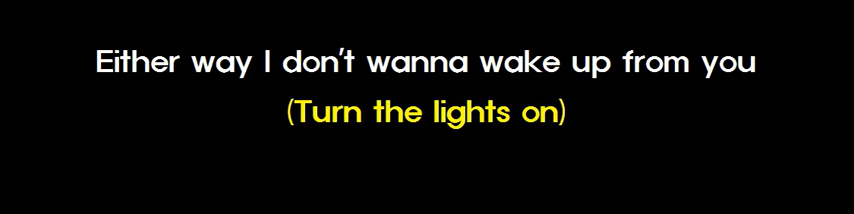 Either way I don't wanna wake up from you
(Turn the lights on)